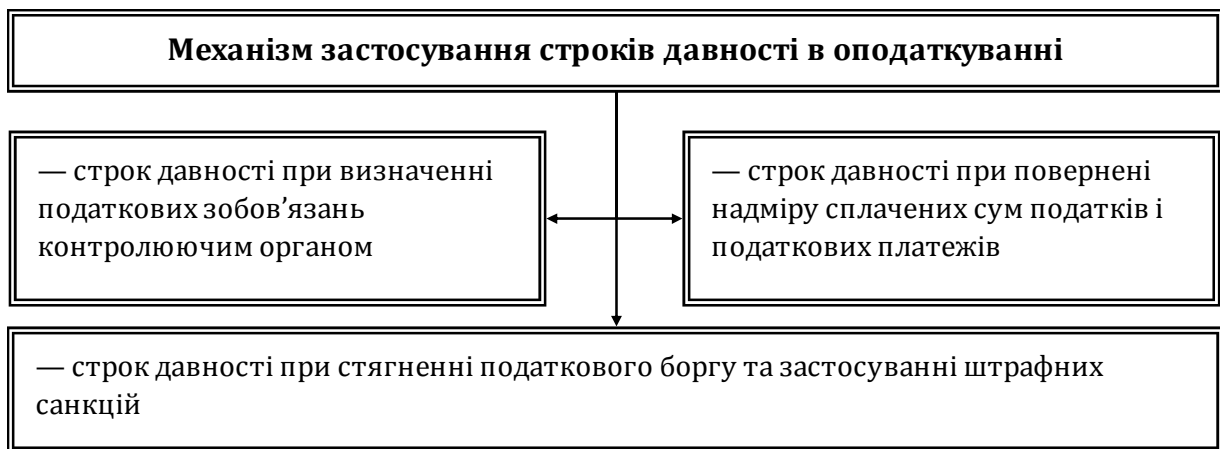 Механізм застосування строків давності в оподаткуванні
— строк давності при визначенні
податкових зобов’язань
контролюючим органом
— строк давності при повернені
надміру сплачених сум податків і
податкових платежів
— строк давності при стягненні податкового боргу та застосуванні штрафних
санкцій